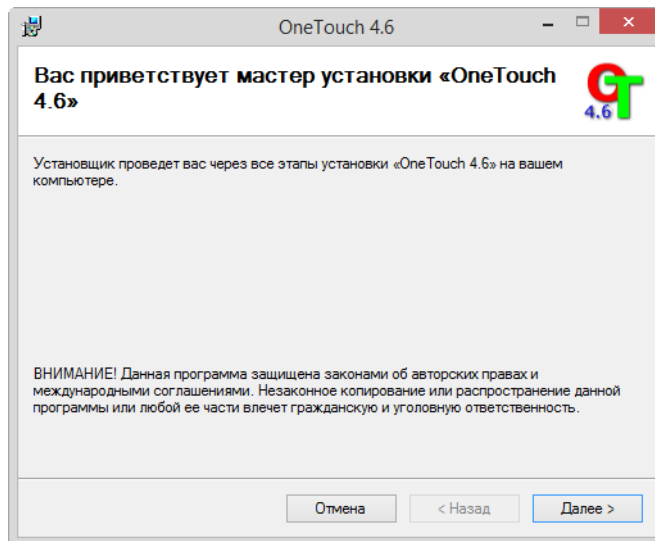 OneTouch 4.6
Вас приветствует мастер установки «OneTouch
4.6»
OT
4.6
Установщик проведет вас через все этапы установки «OneTouch 4.6» на вашем
компьютере.
ВНИМАНИЕ! Данная программа защищена законами об авторских правах и
международными соглашениями. Незаконное копирование или распространение данной
программы или любой ее части влечет гражданскую и уголовную ответственность.
Отмена
< Назад
Далее >